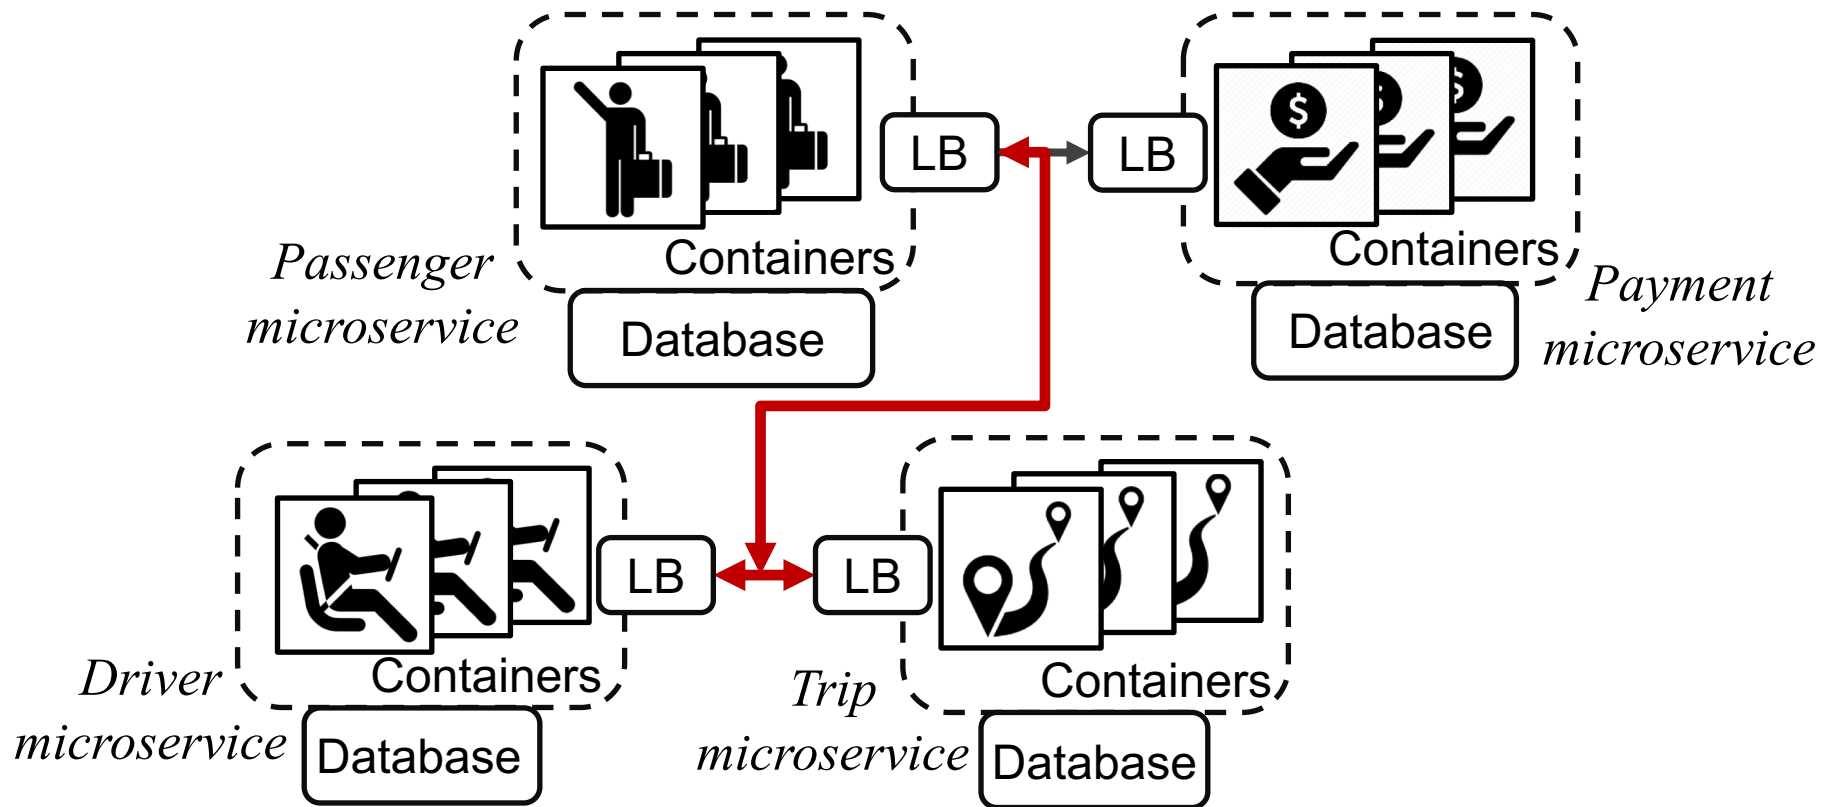 $
$
$
LB
LB
Containers
Containers
Passenger
microservice
Database
Database
Payment
microservice
LB
LB
Containers
Containers
Driver
microservice
Database
Trip
microservice
Database